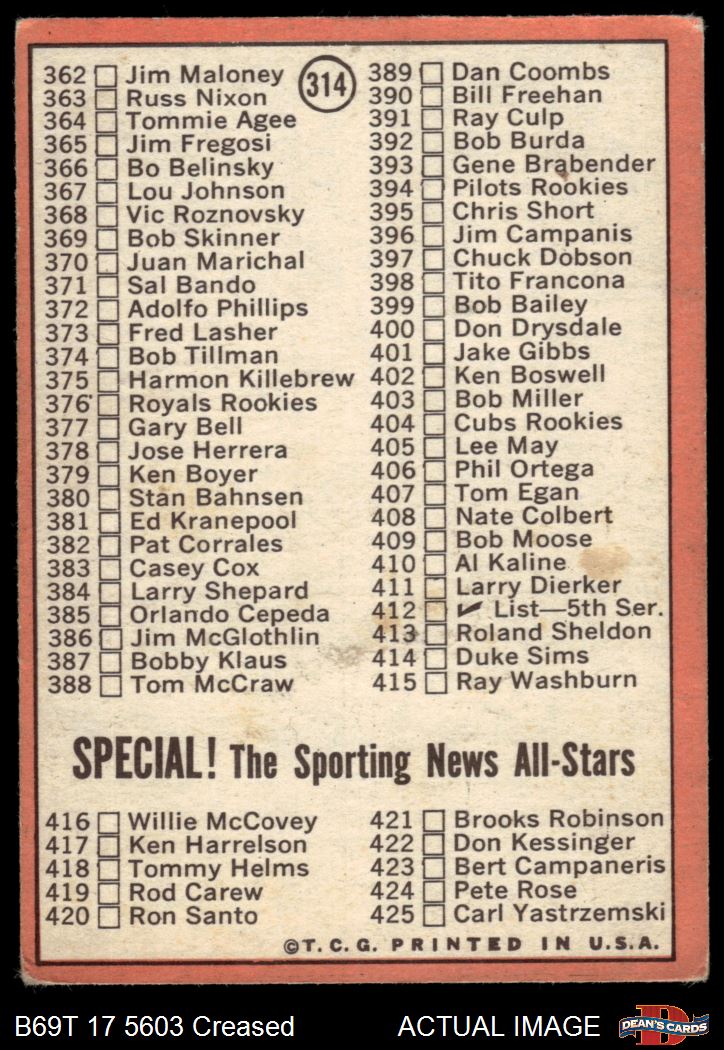 314
362 Jim Maloney
363 Russ Nixon
364 Tommie Agee
365 Jim Fregosi
366 Bo Belinsky
367 Lou Johnson
368 Vic Roznovsky
369 Bob Skinner
370 Juan Marichal
371 Sal Bando
372 Adolfo Phillips
373 Fred Lasher
374 Bob Tillman
375 Harmon Killebrew
376 Royals Rookies
377 Gary Bell
378 Jose Herrera
379 Ken Boyer
380 Stan Bahnsen
381 Ed Kranepool
382 Pat Corrales
383 Casey Cox
384 Larry Shepard
385 Orlando Cepeda
386 Jim McGlothlin
387 Bobby Klaus
388 Tom McCraw
389 Dan Coombs
390 Bill Freehan
391 Ray Culp
392 Bob Burda
393 Gene Brabender
394 Pilots Rookies
395 Chris Short
396 Jim Campanis
397 Chuck Dobson
398 Tito Francona
399 Bob Bailey
400 Don Drysdale
401 Jake Gibbs
402 Ken Boswell
403 Bob Miller
404 Cubs Rookies
405 Lee May
406 Phil Ortega
407 Tom Egan
408 Nate Colbert
409 Bob Moose
410 Al Kaline
411 Larry Dierker
412 ✔ List—5th Ser.
413 Roland Sheldon
414 Duke Sims
415 Ray Washburn
SPECIAL! The Sporting News All-Stars
416 Willie McCovey
417 Ken Harrelson
418 Tommy Helms
419 Rod Carew
420 Ron Santo
421 Brooks Robinson
422 Don Kessinger
423 Bert Campaneris
424 Pete Rose
425 Carl Yastrzemski
©T.C.G. PRINTED IN U.S.A.
B69T 17 5603 Creased
ACTUAL IMAGE
D
DEAN'S CARDS